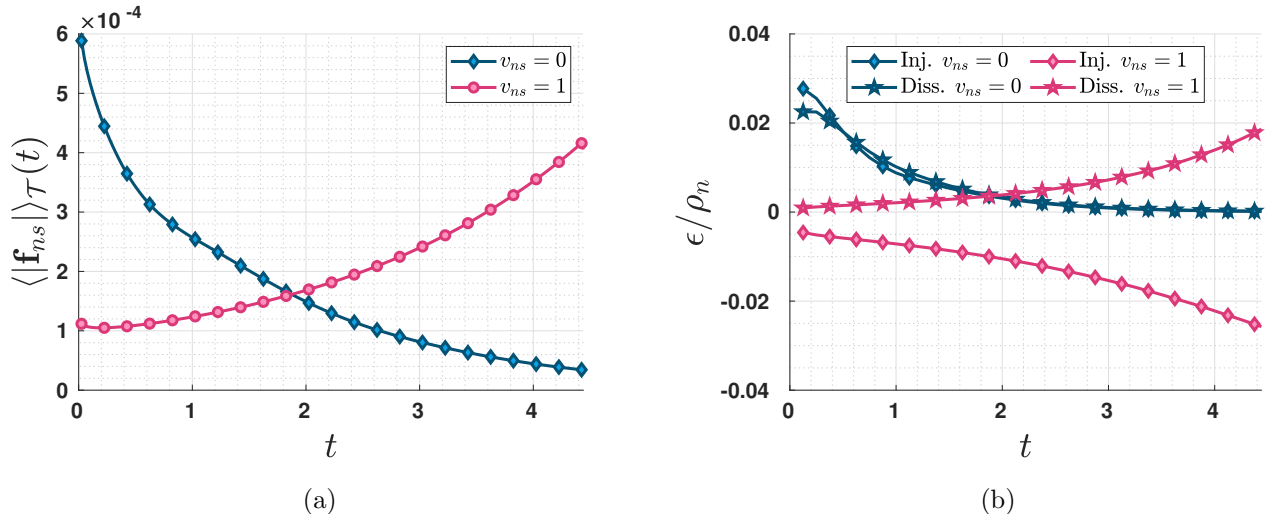 ×10⁻⁴
6
5
4
3
2
1
0
0 1 2 3 4
⟨|f_ns|⟩_𝒯(t)
t
v_ns = 0
v_ns = 1
(a)
0.04
0.02
0
-0.02
-0.04
0 1 2 3 4
ϵ/ρ_n
t
Inj. v_ns = 0 Inj. v_ns = 1
Diss. v_ns = 0 Diss. v_ns = 1
(b)